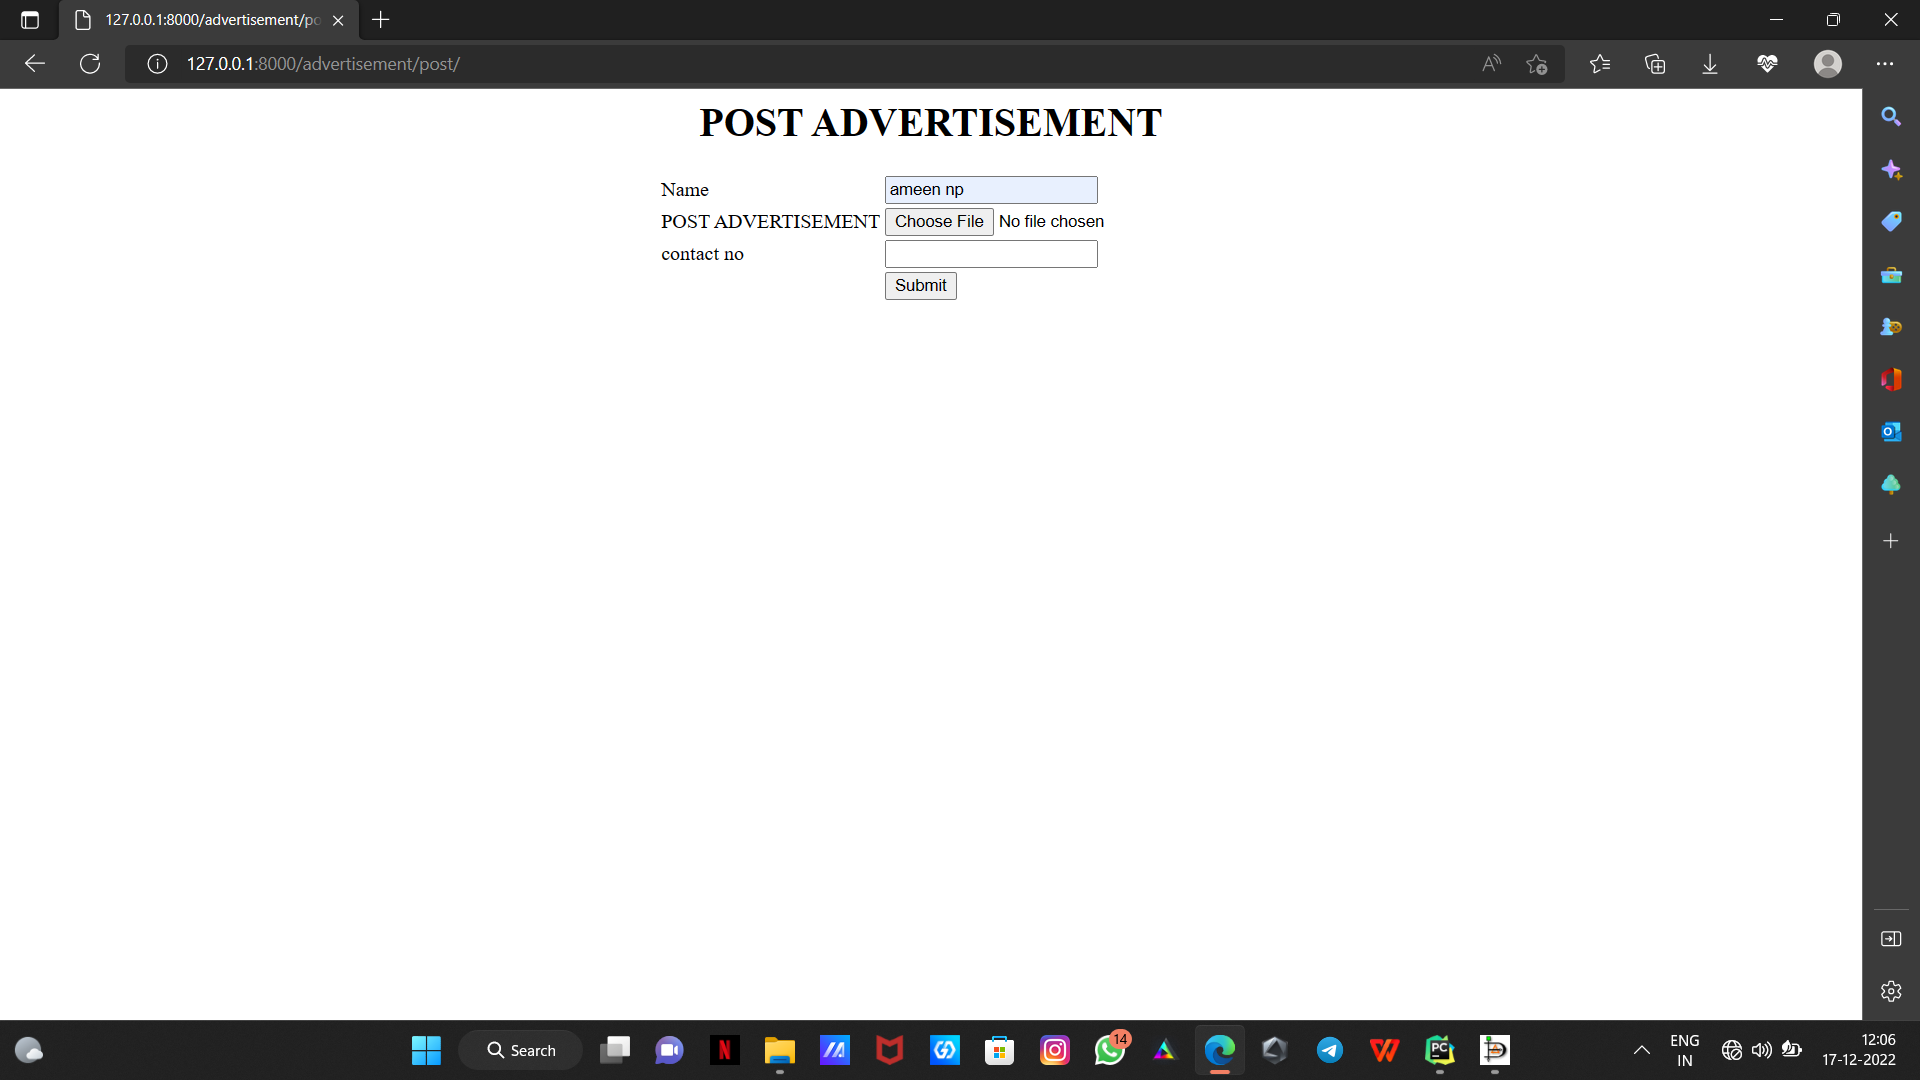 127.0.0.1:8000/advertisement/po
127.0.0.1:8000/advertisement/post/
POST ADVERTISEMENT
Name ameen np
POST ADVERTISEMENT Choose File No file chosen
contact no
Submit
Search
14
ENG
IN
12:06
17-12-2022